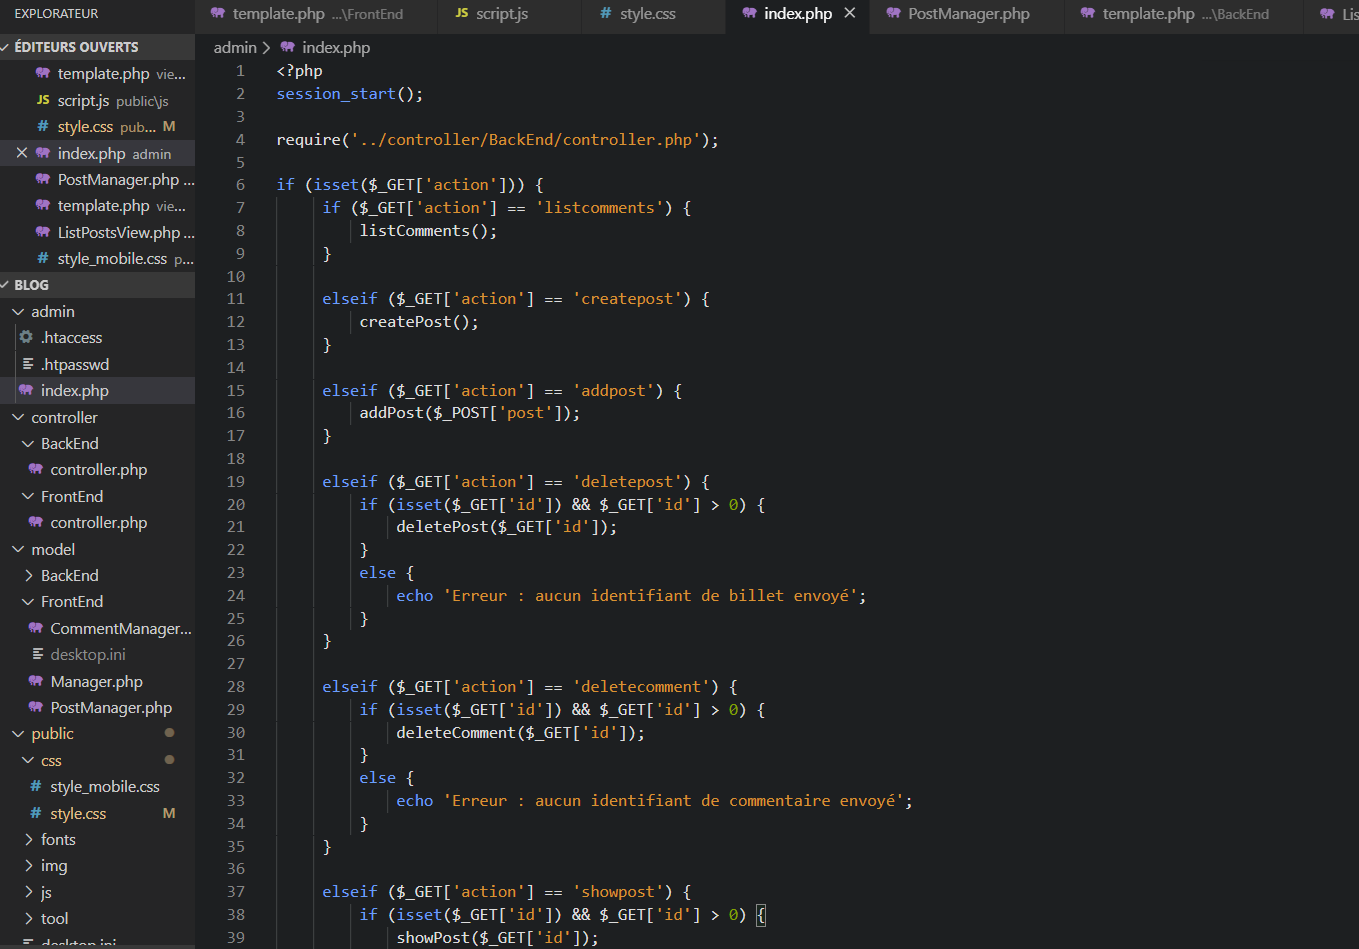 EXPLORATEUR
template.php ...\FrontEnd
JS script.js
# style.css
index.php ×
PostManager.php
template.php ...\BackEnd
Lis
ÉDITEURS OUVERTS
template.php vie...
JS script.js public\js
# style.css pub... M
× index.php admin
PostManager.php ...
template.php vie...
ListPostsView.php ...
# style_mobile.css p...
BLOG
admin
.htaccess
.htpasswd
index.php
controller
BackEnd
controller.php
FrontEnd
controller.php
model
BackEnd
FrontEnd
CommentManager...
desktop.ini
Manager.php
PostManager.php
public
css
# style_mobile.css
# style.css M
fonts
img
js
tool
desktop.ini
admin > index.php
1 <?php
2 session_start();
3
4 require('../controller/BackEnd/controller.php');
5
6 if (isset($_GET['action'])) {
7 if ($_GET['action'] == 'listcomments') {
8 listComments();
9 }
10
11 elseif ($_GET['action'] == 'createpost') {
12 createPost();
13 }
14
15 elseif ($_GET['action'] == 'addpost') {
16 addPost($_POST['post']);
17 }
18
19 elseif ($_GET['action'] == 'deletepost') {
20 if (isset($_GET['id']) && $_GET['id'] > 0) {
21 deletePost($_GET['id']);
22 }
23 else {
24 echo 'Erreur : aucun identifiant de billet envoyé';
25 }
26 }
27
28 elseif ($_GET['action'] == 'deletecomment') {
29 if (isset($_GET['id']) && $_GET['id'] > 0) {
30 deleteComment($_GET['id']);
31 }
32 else {
33 echo 'Erreur : aucun identifiant de commentaire envoyé';
34 }
35 }
36
37 elseif ($_GET['action'] == 'showpost') {
38 if (isset($_GET['id']) && $_GET['id'] > 0) {
39 showPost($_GET['id']);